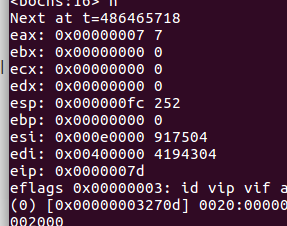 <bochs:16> n
Next at t=486465718
eax: 0x00000007 7
ebx: 0x00000000 0
ecx: 0x00000000 0
edx: 0x00000000 0
esp: 0x000000fc 252
ebp: 0x00000000 0
esi: 0x000e0000 917504
edi: 0x00400000 4194304
eip: 0x0000007d
eflags 0x00000003: id vip vif a
(0) [0x00000003270d] 0020:00000
002000